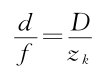 d/f = D/z_k